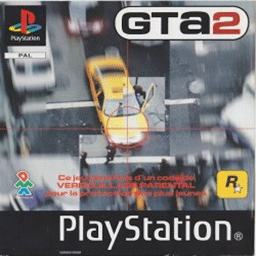 GTA2
PlayStation
PAL
Ce jeu dispose d'un code de
VERROUILLAGE PARENTAL
pour la protection des plus jeunes
R
PlayStation®